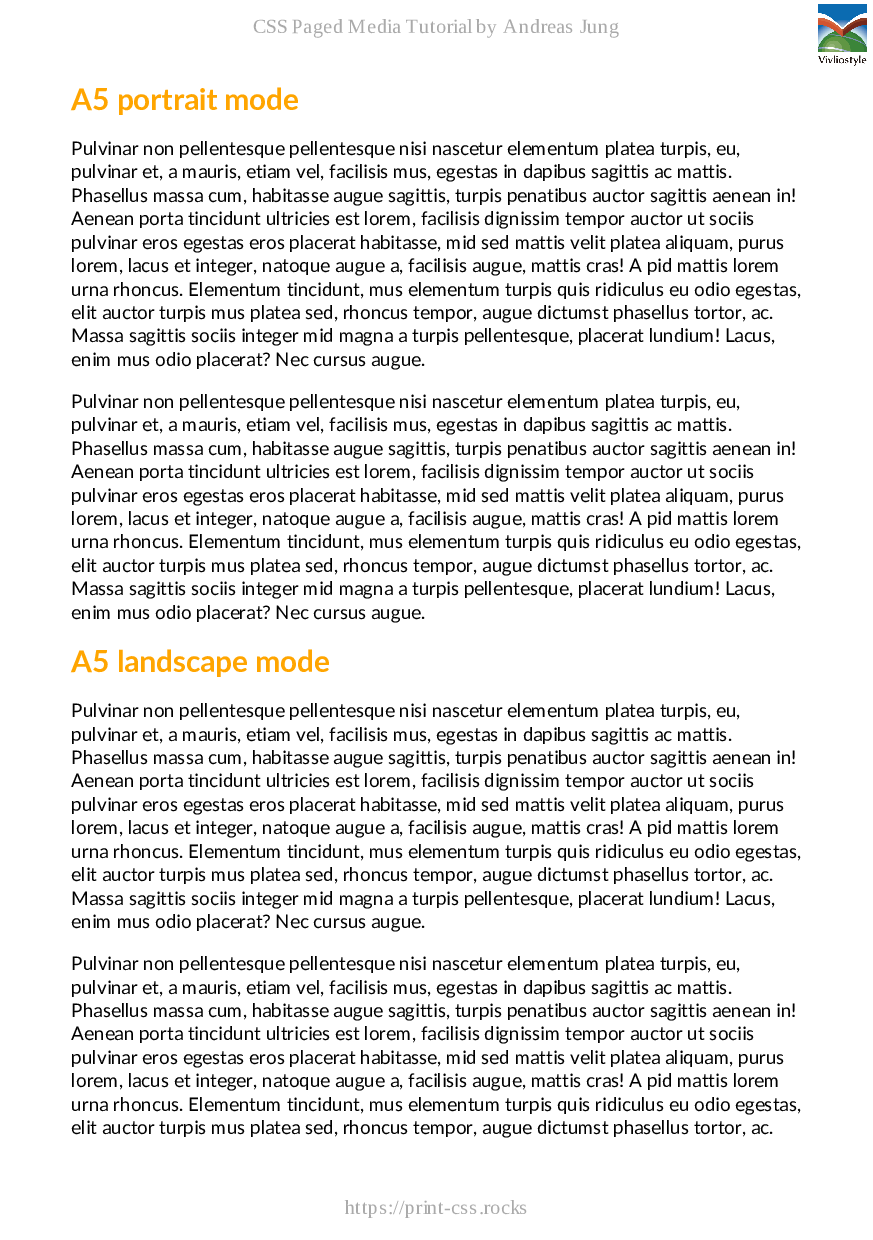 CSS Paged Media Tutorial by Andreas Jung
Vivliostyle
A5 portrait mode
Pulvinar non pellentesque pellentesque nisi nascetur elementum platea turpis, eu,
pulvinar et, a mauris, etiam vel, facilisis mus, egestas in dapibus sagittis ac mattis.
Phasellus massa cum, habitasse augue sagittis, turpis penatibus auctor sagittis aenean in!
Aenean porta tincidunt ultricies est lorem, facilisis dignissim tempor auctor ut sociis
pulvinar eros egestas eros placerat habitasse, mid sed mattis velit platea aliquam, purus
lorem, lacus et integer, natoque augue a, facilisis augue, mattis cras! A pid mattis lorem
urna rhoncus. Elementum tincidunt, mus elementum turpis quis ridiculus eu odio egestas,
elit auctor turpis mus platea sed, rhoncus tempor, augue dictumst phasellus tortor, ac.
Massa sagittis sociis integer mid magna a turpis pellentesque, placerat lundium! Lacus,
enim mus odio placerat? Nec cursus augue.
Pulvinar non pellentesque pellentesque nisi nascetur elementum platea turpis, eu,
pulvinar et, a mauris, etiam vel, facilisis mus, egestas in dapibus sagittis ac mattis.
Phasellus massa cum, habitasse augue sagittis, turpis penatibus auctor sagittis aenean in!
Aenean porta tincidunt ultricies est lorem, facilisis dignissim tempor auctor ut sociis
pulvinar eros egestas eros placerat habitasse, mid sed mattis velit platea aliquam, purus
lorem, lacus et integer, natoque augue a, facilisis augue, mattis cras! A pid mattis lorem
urna rhoncus. Elementum tincidunt, mus elementum turpis quis ridiculus eu odio egestas,
elit auctor turpis mus platea sed, rhoncus tempor, augue dictumst phasellus tortor, ac.
Massa sagittis sociis integer mid magna a turpis pellentesque, placerat lundium! Lacus,
enim mus odio placerat? Nec cursus augue.
A5 landscape mode
Pulvinar non pellentesque pellentesque nisi nascetur elementum platea turpis, eu,
pulvinar et, a mauris, etiam vel, facilisis mus, egestas in dapibus sagittis ac mattis.
Phasellus massa cum, habitasse augue sagittis, turpis penatibus auctor sagittis aenean in!
Aenean porta tincidunt ultricies est lorem, facilisis dignissim tempor auctor ut sociis
pulvinar eros egestas eros placerat habitasse, mid sed mattis velit platea aliquam, purus
lorem, lacus et integer, natoque augue a, facilisis augue, mattis cras! A pid mattis lorem
urna rhoncus. Elementum tincidunt, mus elementum turpis quis ridiculus eu odio egestas,
elit auctor turpis mus platea sed, rhoncus tempor, augue dictumst phasellus tortor, ac.
Massa sagittis sociis integer mid magna a turpis pellentesque, placerat lundium! Lacus,
enim mus odio placerat? Nec cursus augue.
Pulvinar non pellentesque pellentesque nisi nascetur elementum platea turpis, eu,
pulvinar et, a mauris, etiam vel, facilisis mus, egestas in dapibus sagittis ac mattis.
Phasellus massa cum, habitasse augue sagittis, turpis penatibus auctor sagittis aenean in!
Aenean porta tincidunt ultricies est lorem, facilisis dignissim tempor auctor ut sociis
pulvinar eros egestas eros placerat habitasse, mid sed mattis velit platea aliquam, purus
lorem, lacus et integer, natoque augue a, facilisis augue, mattis cras! A pid mattis lorem
urna rhoncus. Elementum tincidunt, mus elementum turpis quis ridiculus eu odio egestas,
elit auctor turpis mus platea sed, rhoncus tempor, augue dictumst phasellus tortor, ac.
https://print-css.rocks